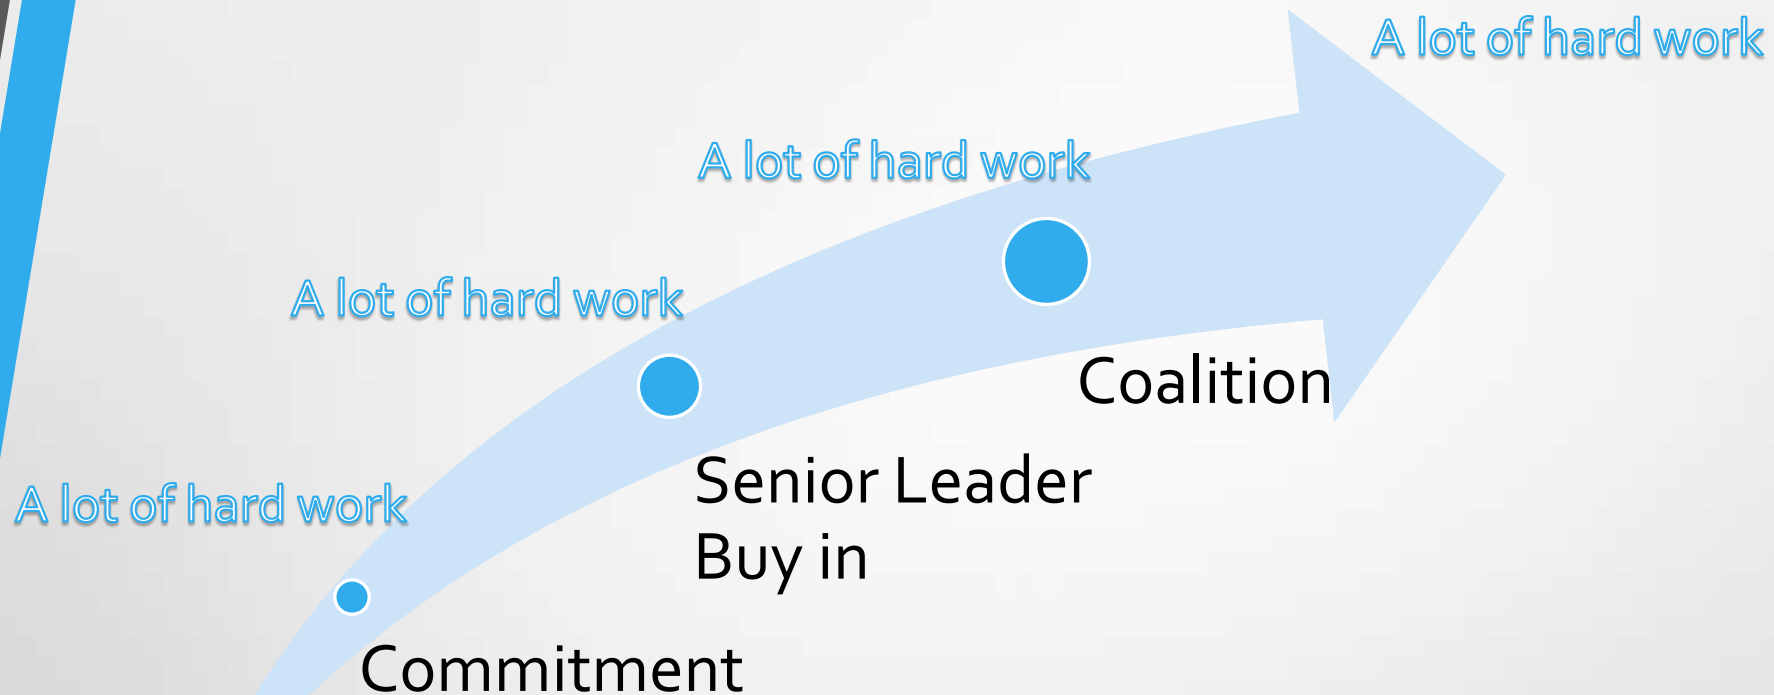 A lot of hard work
A lot of hard work
A lot of hard work
Coalition
Senior Leader
Buy in
A lot of hard work
Commitment